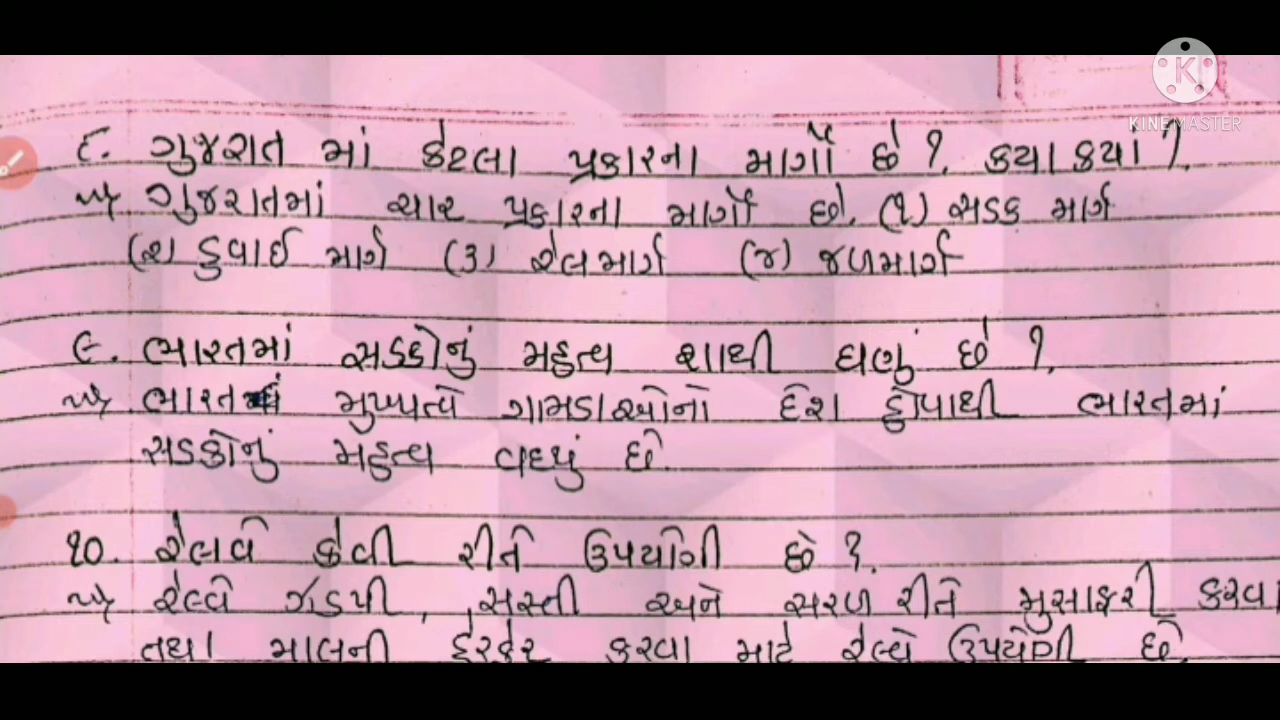 KINEMASTER
૮. ગુજરાત માં કેટલા પ્રકારના માર્ગો છે ? કયા કયા ?
જ. ગુજરાતમાં ચાર પ્રકારના માર્ગો છે. (૧) સડક માર્ગ
(૨) હવાઈ માર્ગ (૩) રેલમાર્ગ (૪) જળમાર્ગ
૯. ભારતમાં સડકોનું મહત્વ શાથી ઘણું છે ?
જ. ભારત મુખ્યત્વે ગામડાઓનો દેશ હોવાથી ભારતમાં
સડકોનું મહત્વ વધ્યું છે.
૧૦. રેલવે કેવી રીતે ઉપયોગી છે ?
જ. રેલ્વે ઝડપી, સસ્તી અને સરળ રીતે મુસાફરી કરવા
તથા માલની હેરફેર કરવા માટે રેલ્વે ઉપયોગી છે.